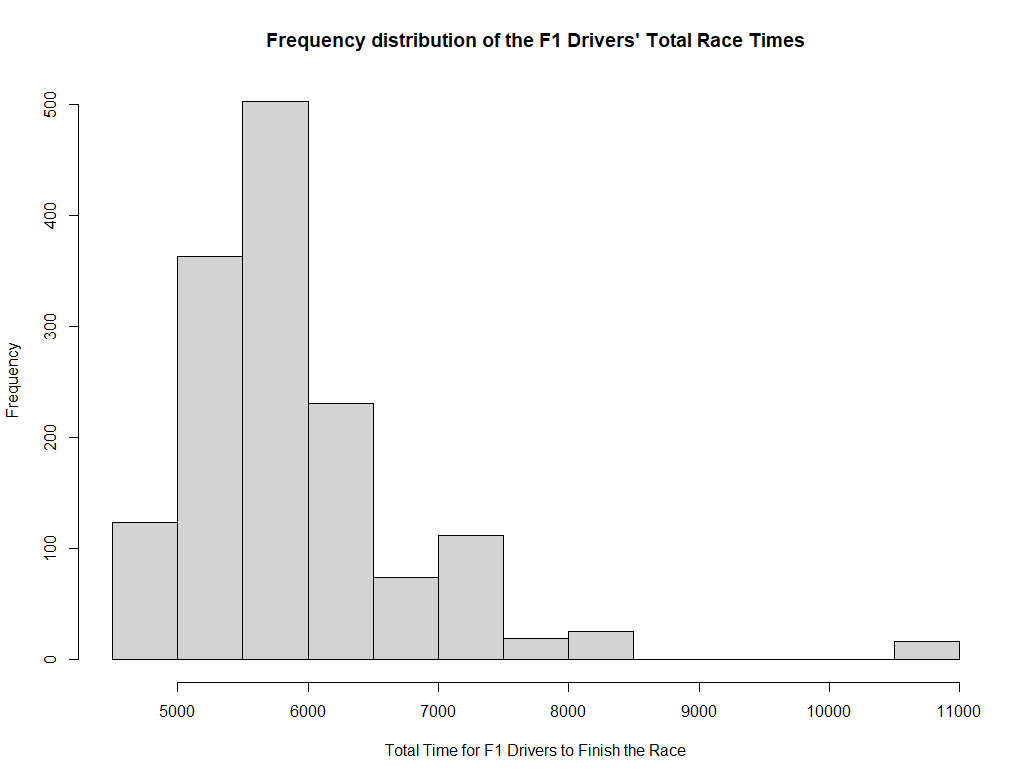 Frequency distribution of the F1 Drivers' Total Race Times
Frequency
500
400
300
200
100
0
5000 6000 7000 8000 9000 10000 11000
Total Time for F1 Drivers to Finish the Race